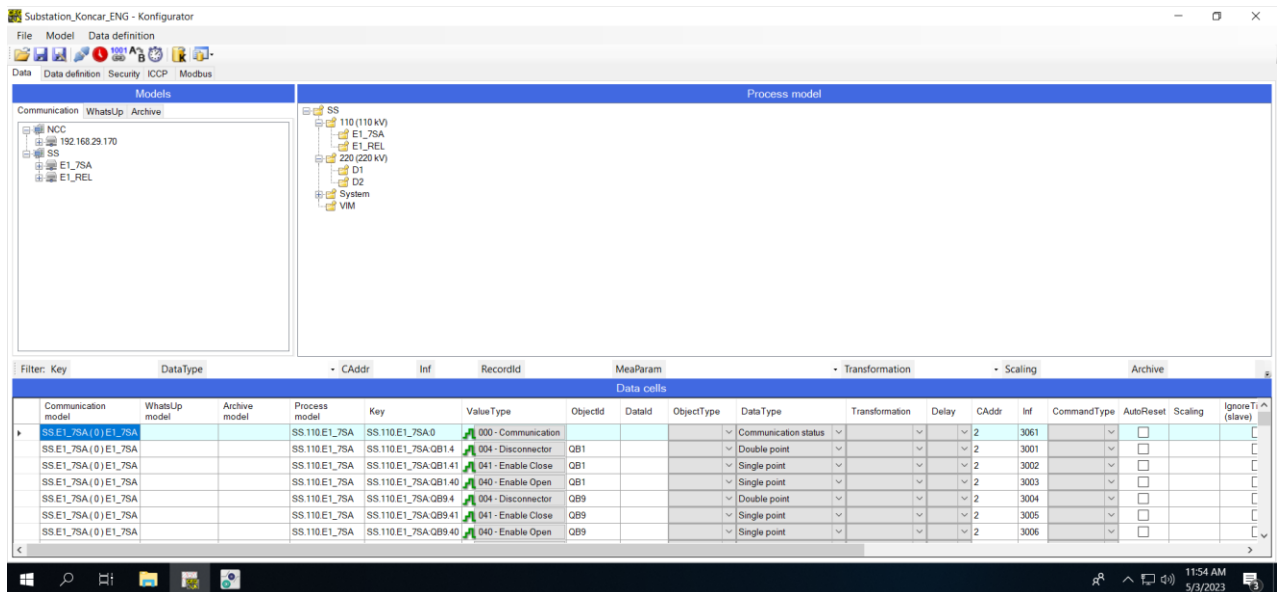 Substation_Koncar_ENG - Konfigurator
File Model Data definition
Data Data definition Security ICCP Modbus
Models
Communication WhatsUp Archive
NCC
192.168.29.170
SS
E1_7SA
E1_REL
Process model
SS
110 (110 kV)
E1_7SA
E1_REL
220 (220 kV)
D1
D2
System
VIM
Filter: Key DataType CAddr Inf RecordId MeaParam Transformation Scaling Archive
Data cells
Communication model WhatsUp model Archive model Process model Key ValueType ObjectId DataId ObjectType DataType Transformation Delay CAddr Inf CommandType AutoReset Scaling IgnoreTi (slave)
SS.E1_7SA ( 0 ) E1_7SA SS.110.E1_7SA SS.110.E1_7SA:0 000 - Communication Communication status 2 3061
SS.E1_7SA ( 0 ) E1_7SA SS.110.E1_7SA SS.110.E1_7SA:QB1.4 004 - Disconnector QB1 Double point 2 3001
SS.E1_7SA ( 0 ) E1_7SA SS.110.E1_7SA SS.110.E1_7SA:QB1.41 041 - Enable Close QB1 Single point 2 3002
SS.E1_7SA ( 0 ) E1_7SA SS.110.E1_7SA SS.110.E1_7SA:QB1.40 040 - Enable Open QB1 Single point 2 3003
SS.E1_7SA ( 0 ) E1_7SA SS.110.E1_7SA SS.110.E1_7SA:QB9.4 004 - Disconnector QB9 Double point 2 3004
SS.E1_7SA ( 0 ) E1_7SA SS.110.E1_7SA SS.110.E1_7SA:QB9.41 041 - Enable Close QB9 Single point 2 3005
SS.E1_7SA ( 0 ) E1_7SA SS.110.E1_7SA SS.110.E1_7SA:QB9.40 040 - Enable Open QB9 Single point 2 3006
11:54 AM
5/3/2023